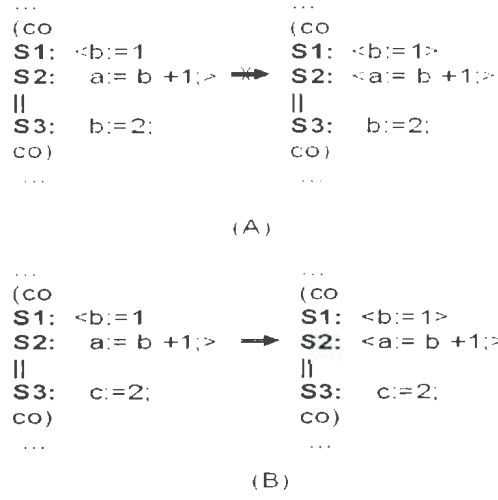 ...
(co
S1: <b:=1
S2: a:= b +1;>
||
S3: b:=2;
co)
...
...
(co
S1: <b:=1>
S2: <a:= b +1;>
||
S3: b:=2;
co)
...
(A)
...
(co
S1: <b:=1
S2: a:= b +1;>
||
S3: c:=2;
co)
...
...
(co
S1: <b:=1>
S2: <a:= b +1;>
||
S3: c:=2;
co)
...
(B)